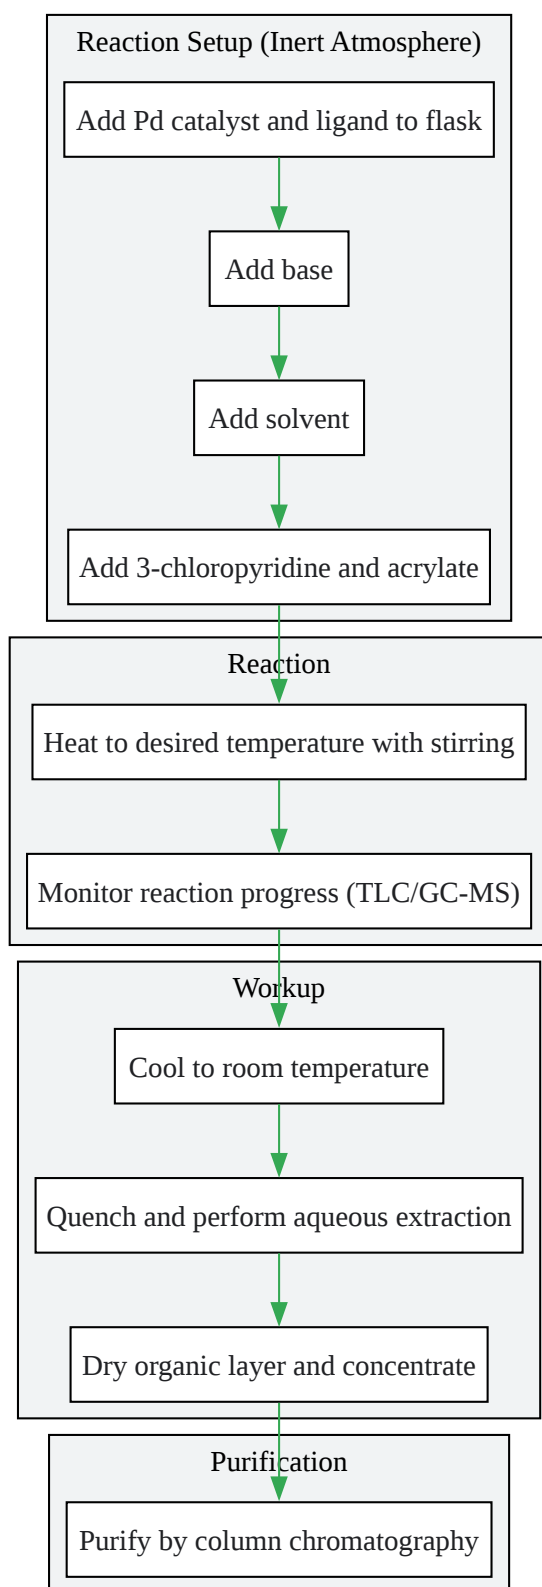 Reaction Setup (Inert Atmosphere)
Add Pd catalyst and ligand to flask
Add base
Add solvent
Add 3-chloropyridine and acrylate
Reaction
Heat to desired temperature with stirring
Monitor reaction progress (TLC/GC-MS)
Workup
Cool to room temperature
Quench and perform aqueous extraction
Dry organic layer and concentrate
Purification
Purify by column chromatography